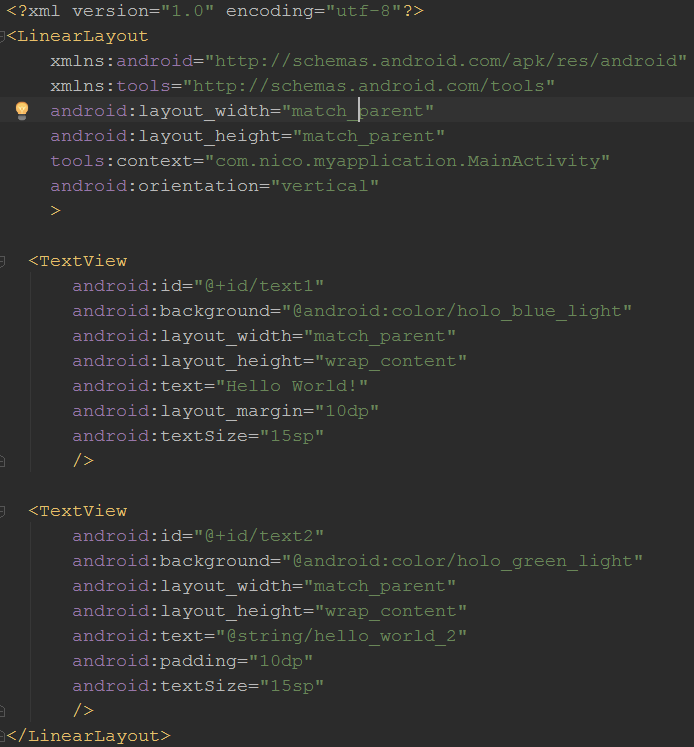 <?xml version="1.0" encoding="utf-8"?>
<LinearLayout
    xmlns:android="http://schemas.android.com/apk/res/android"
    xmlns:tools="http://schemas.android.com/tools"
    android:layout_width="match_parent"
    android:layout_height="match_parent"
    tools:context="com.nico.myapplication.MainActivity"
    android:orientation="vertical"
    >
  <TextView
      android:id="@+id/text1"
      android:background="@android:color/holo_blue_light"
      android:layout_width="match_parent"
      android:layout_height="wrap_content"
      android:text="Hello World!"
      android:layout_margin="10dp"
      android:textSize="15sp"
      />
  <TextView
      android:id="@+id/text2"
      android:background="@android:color/holo_green_light"
      android:layout_width="match_parent"
      android:layout_height="wrap_content"
      android:text="@string/hello_world_2"
      android:padding="10dp"
      android:textSize="15sp"
      />
</LinearLayout>